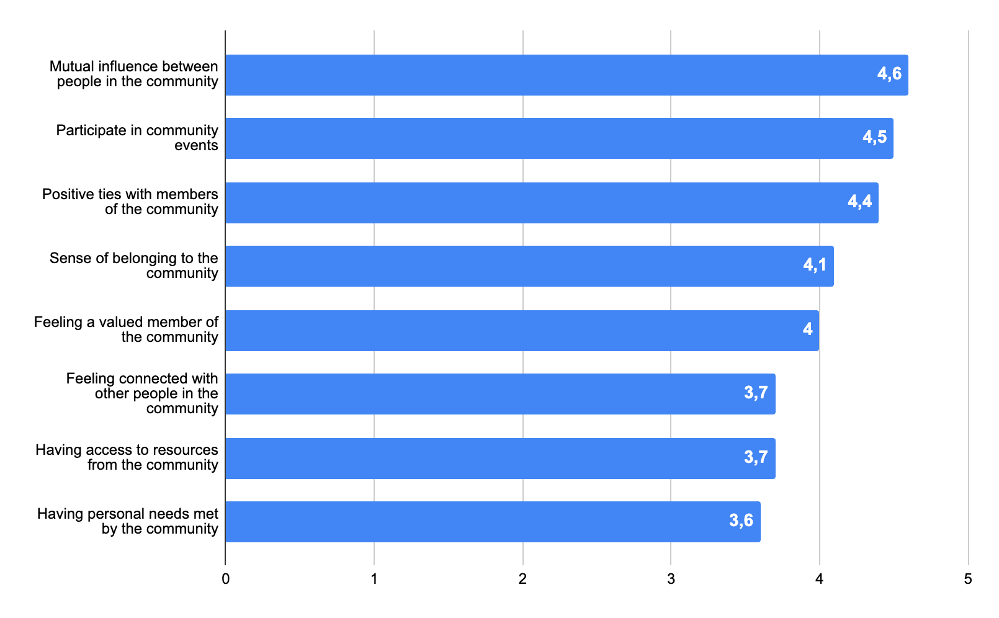 Mutual influence between
people in the community
4,6
Participate in community
events
4,5
Positive ties with members
of the community
4,4
Sense of belonging to the
community
4,1
Feeling a valued member of
the community
4
Feeling connected with
other people in the
community
3,7
Having access to resources
from the community
3,7
Having personal needs met
by the community
3,6
0 1 2 3 4 5